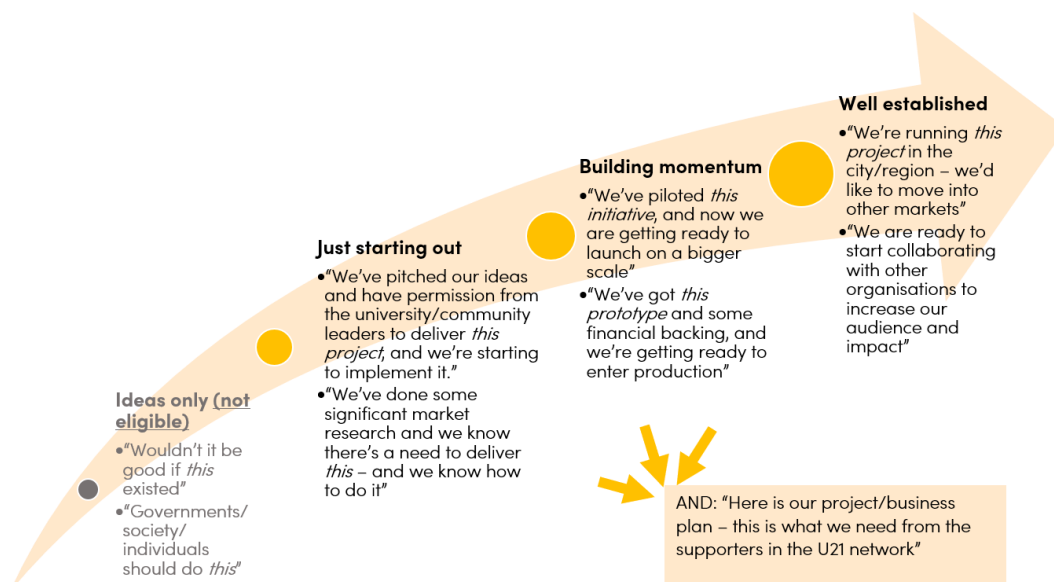 Ideas only (not
eligible)
•“Wouldn’t it be
good if this
existed”
•“Governments/
society/
individuals
should do this”
Just starting out
•“We’ve pitched our ideas
and have permission from
the university/community
leaders to deliver this
project, and we’re starting
to implement it.”
•“We’ve done some
significant market
research and we know
there’s a need to deliver
this – and we know how
to do it”
Building momentum
•“We’ve piloted this
initiative, and now we
are getting ready to
launch on a bigger
scale”
•“We’ve got this
prototype and some
financial backing, and
we’re getting ready to
enter production”
Well established
•“We’re running this
project in the
city/region – we’d
like to move into
other markets”
•“We are ready to
start collaborating
with other
organisations to
increase our
audience and
impact”
AND: “Here is our project/business
plan – this is what we need from the
supporters in the U21 network”